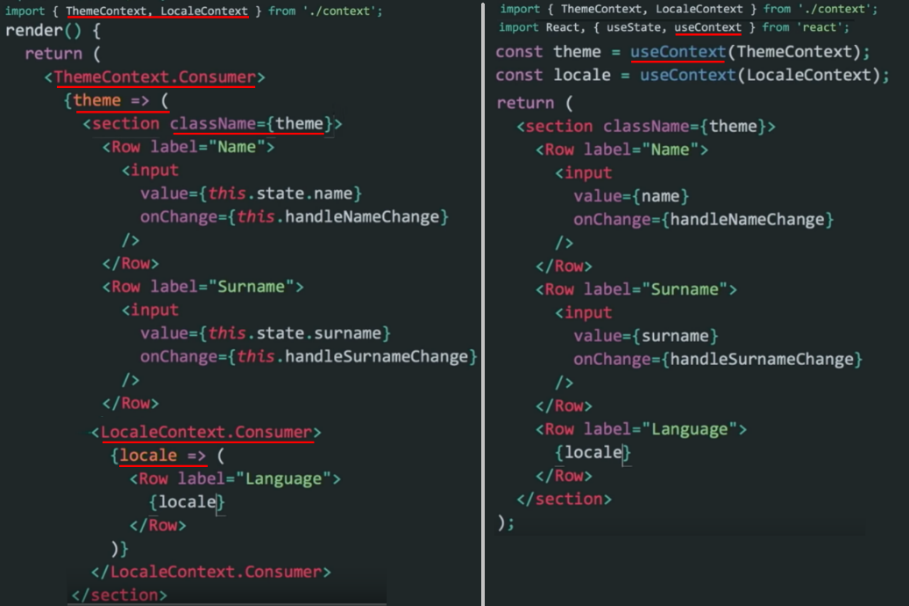 import { ThemeContext, LocaleContext } from './context';
render() {
return (
<ThemeContext.Consumer>
{theme => (
<section className={theme}>
<Row label="Name">
<input
value={this.state.name}
onChange={this.handleNameChange}
/>
</Row>
<Row label="Surname">
<input
value={this.state.surname}
onChange={this.handleSurnameChange}
/>
</Row>
<LocaleContext.Consumer>
{locale => (
<Row label="Language">
{locale}
</Row>
)}
</LocaleContext.Consumer>
</section>
import { ThemeContext, LocaleContext } from './context';
import React, { useState, useContext } from 'react';
const theme = useContext(ThemeContext);
const locale = useContext(LocaleContext);
return (
<section className={theme}>
<Row label="Name">
<input
value={name}
onChange={handleNameChange}
/>
</Row>
<Row label="Surname">
<input
value={surname}
onChange={handleSurnameChange}
/>
</Row>
<Row label="Language">
{locale}
</Row>
</section>
);